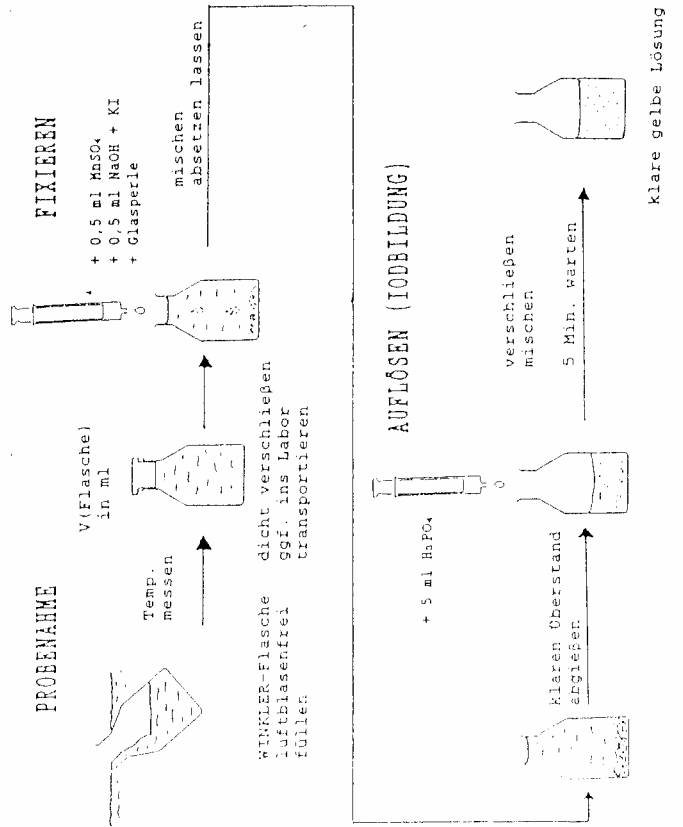 PROBENAHME
Temp.
messen
WINKLER-Flasche
luftblasenfrei
füllen
V(Flasche)
in ml
dicht verschließen
ggf. ins Labor
transportieren
FIXIEREN
+ 0,5 ml MnSO₄
+ 0,5 ml NaOH + KI
+ Glasperle
mischen
absetzen lassen
klaren Überstand
abgießen
AUFLÖSEN (IODBILDUNG)
+ 5 ml H₃PO₄
verschließen
mischen
5 Min. warten
klare gelbe Lösung